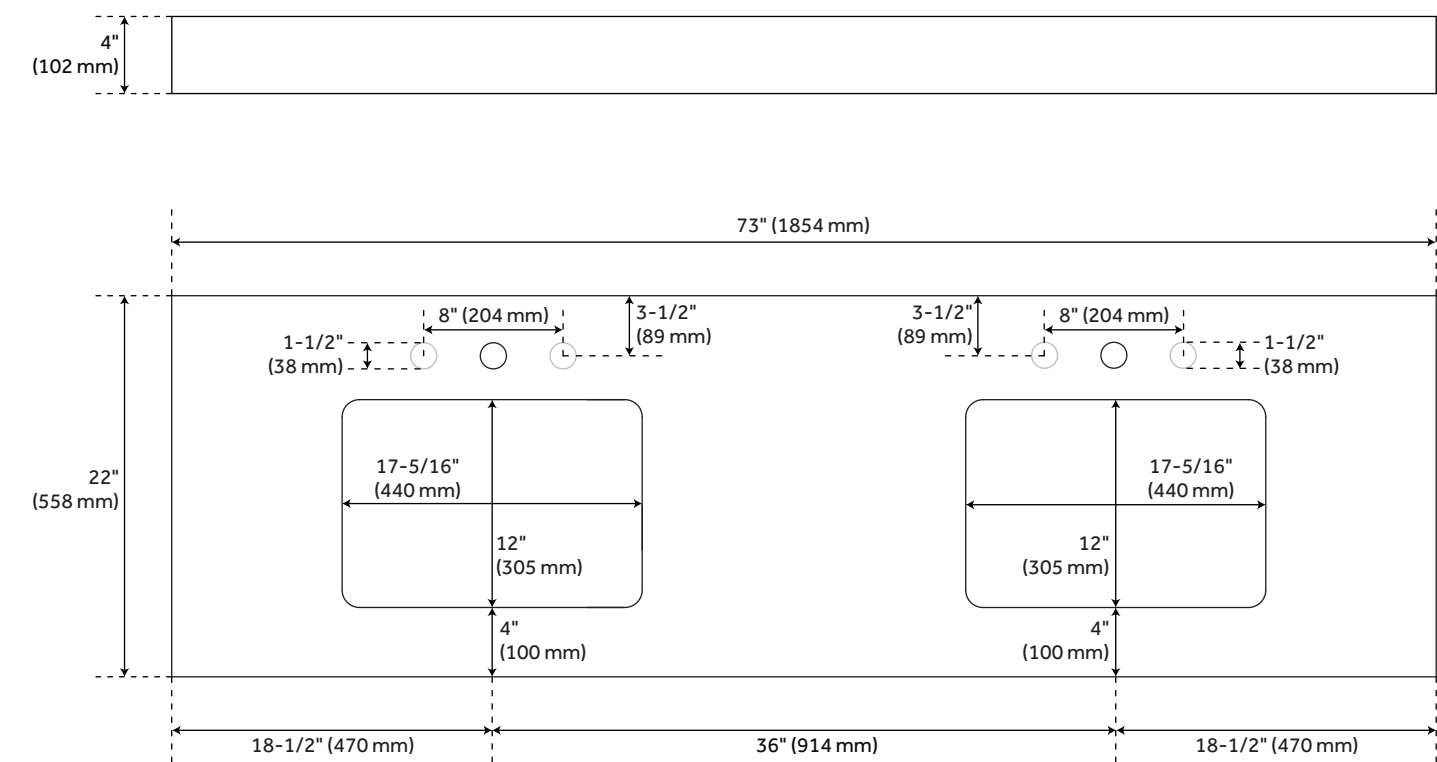 4"
(102 mm)
73" (1854 mm)
8" (204 mm)
3-1/2"
(89 mm)
1-1/2"
(38 mm)
3-1/2"
(89 mm)
8" (204 mm)
1-1/2"
(38 mm)
22"
(558 mm)
17-5/16"
(440 mm)
12"
(305 mm)
4"
(100 mm)
17-5/16"
(440 mm)
12"
(305 mm)
4"
(100 mm)
18-1/2" (470 mm)
36" (914 mm)
18-1/2" (470 mm)